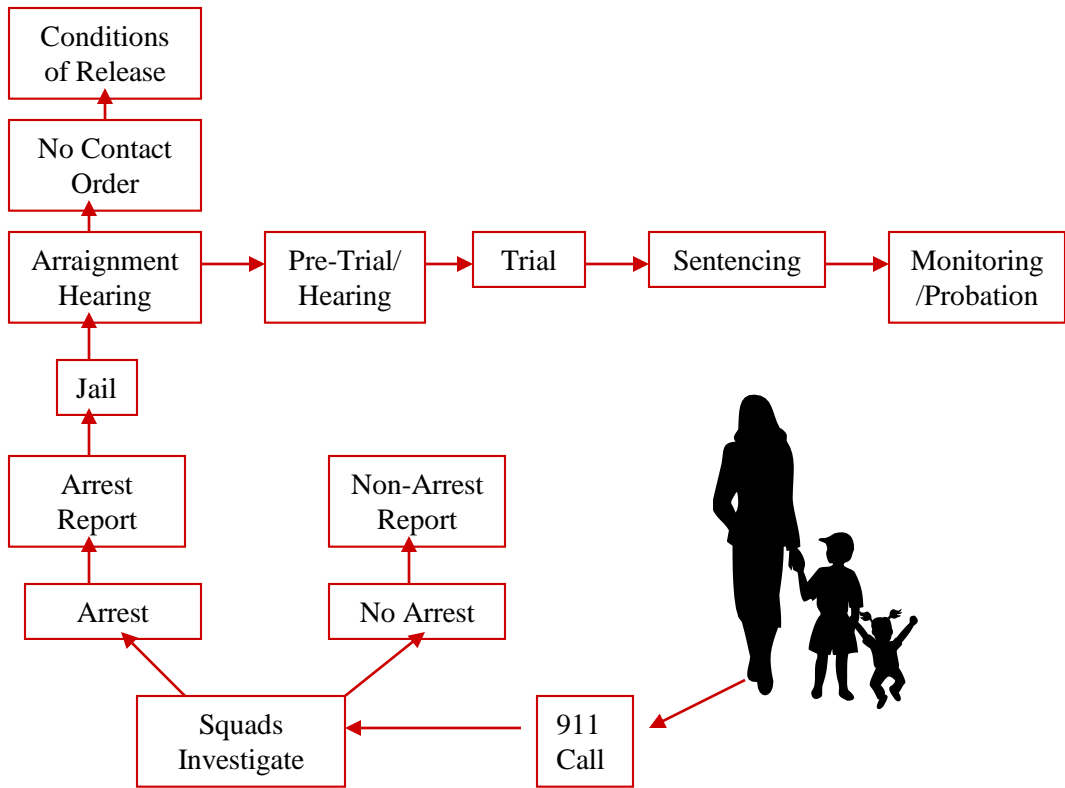 Conditions
of Release
No Contact
Order
Arraignment
Hearing
Pre-Trial/
Hearing
Trial
Sentencing
Monitoring
/Probation
Jail
Arrest
Report
Non-Arrest
Report
Arrest
No Arrest
Squads
Investigate
911
Call